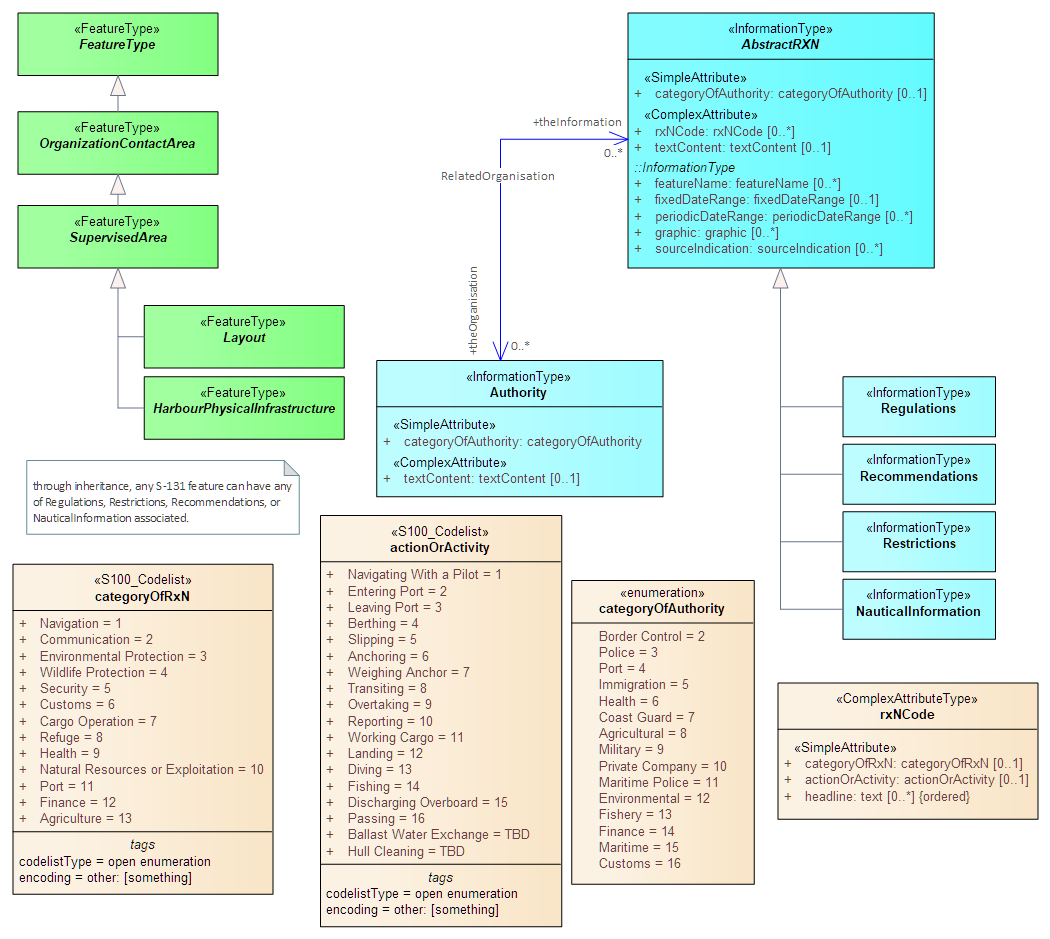 «FeatureType»
FeatureType
«FeatureType»
OrganizationContactArea
«FeatureType»
SupervisedArea
«FeatureType»
Layout
«FeatureType»
HarbourPhysicalInfrastructure
through inheritance, any S-131 feature can have any
of Regulations, Restrictions, Recommendations, or
NauticalInformation associated.
«InformationType»
AbstractRXN
«SimpleAttribute»
+ categoryOfAuthority: categoryOfAuthority [0..1]
«ComplexAttribute»
+ rxNCode: rxNCode [0..*]
+ textContent: textContent [0..1]
::InformationType
+ featureName: featureName [0..*]
+ fixedDateRange: fixedDateRange [0..1]
+ periodicDateRange: periodicDateRange [0..*]
+ graphic: graphic [0..*]
+ sourceIndication: sourceIndication [0..*]
+theInformation
0..*
RelatedOrganisation
+theOrganisation
0..*
«InformationType»
Authority
«SimpleAttribute»
+ categoryOfAuthority: categoryOfAuthority
«ComplexAttribute»
+ textContent: textContent [0..1]
«InformationType»
Regulations
«InformationType»
Recommendations
«InformationType»
Restrictions
«InformationType»
NauticalInformation
«S100_Codelist»
categoryOfRxN
+ Navigation = 1
+ Communication = 2
+ Environmental Protection = 3
+ Wildlife Protection = 4
+ Security = 5
+ Customs = 6
+ Cargo Operation = 7
+ Refuge = 8
+ Health = 9
+ Natural Resources or Exploitation = 10
+ Port = 11
+ Finance = 12
+ Agriculture = 13
tags
codelistType = open enumeration
encoding = other: [something]
«S100_Codelist»
actionOrActivity
+ Navigating With a Pilot = 1
+ Entering Port = 2
+ Leaving Port = 3
+ Berthing = 4
+ Slipping = 5
+ Anchoring = 6
+ Weighing Anchor = 7
+ Transiting = 8
+ Overtaking = 9
+ Reporting = 10
+ Working Cargo = 11
+ Landing = 12
+ Diving = 13
+ Fishing = 14
+ Discharging Overboard = 15
+ Passing = 16
+ Ballast Water Exchange = TBD
+ Hull Cleaning = TBD
tags
codelistType = open enumeration
encoding = other: [something]
«enumeration»
categoryOfAuthority
Border Control = 2
Police = 3
Port = 4
Immigration = 5
Health = 6
Coast Guard = 7
Agricultural = 8
Military = 9
Private Company = 10
Maritime Police = 11
Environmental = 12
Fishery = 13
Finance = 14
Maritime = 15
Customs = 16
«ComplexAttributeType»
rxNCode
«SimpleAttribute»
+ categoryOfRxN: categoryOfRxN [0..1]
+ actionOrActivity: actionOrActivity [0..1]
+ headline: text [0..*] {ordered}